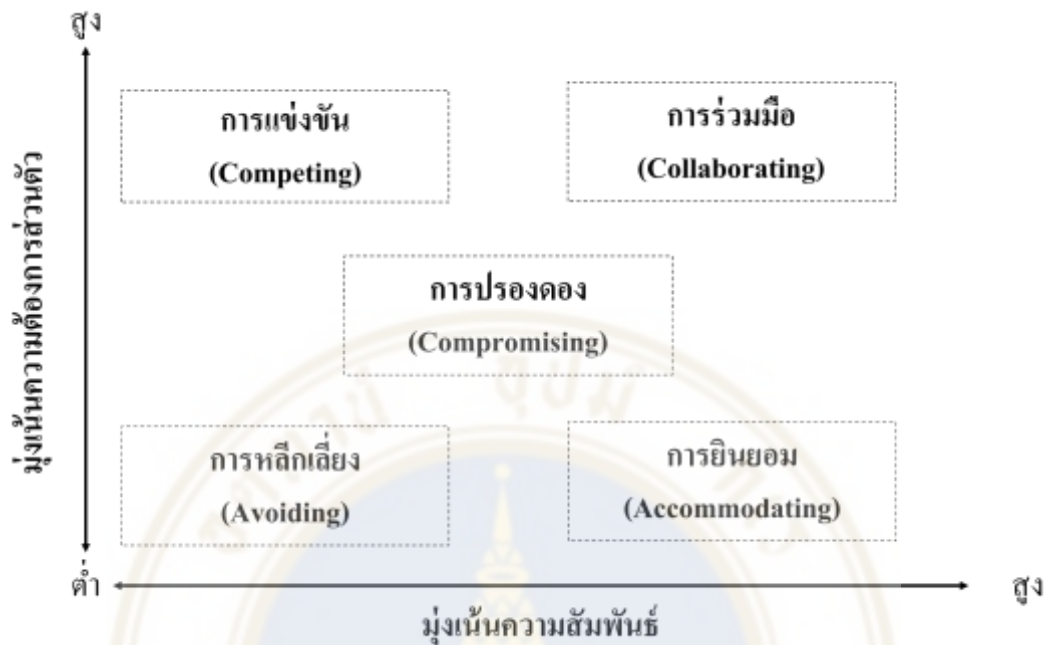 สูง
การแข่งขัน
(Competing)
การร่วมมือ
(Collaborating)
มุ่งเน้นความต้องการส่วนตัว
การปรองดอง
(Compromising)
การหลีกเลี่ยง
(Avoiding)
การยินยอม
(Accommodating)
ต่ำ
สูง
มุ่งเน้นความสัมพันธ์